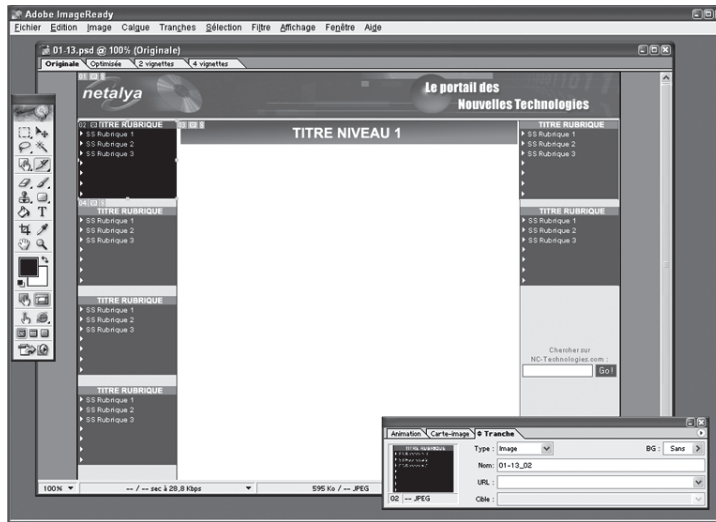 Adobe ImageReady
Fichier Edition Image Calque Tranches Sélection Filtre Affichage Fenêtre Aide
01-13.psd @ 100% (Originale)
Originale Optimisée 2 vignettes 4 vignettes
01
netalya
Le portail des
Nouvelles Technologies
02 TITRE RUBRIQUE
SS Rubrique 1
SS Rubrique 2
SS Rubrique 3
03
TITRE NIVEAU 1
TITRE RUBRIQUE
SS Rubrique 1
SS Rubrique 2
SS Rubrique 3
04
TITRE RUBRIQUE
SS Rubrique 1
SS Rubrique 2
SS Rubrique 3
TITRE RUBRIQUE
SS Rubrique 1
SS Rubrique 2
SS Rubrique 3
TITRE RUBRIQUE
SS Rubrique 1
SS Rubrique 2
SS Rubrique 3
TITRE RUBRIQUE
SS Rubrique 1
SS Rubrique 2
SS Rubrique 3
Chercher sur
NC-Technologies.com :
Go !
100% -- / -- sec à 28,8 Kbps 595 Ko / -- JPEG
Animation Carte-image Tranche
Type : Image BG : Sans
Nom: 01-13_02
URL :
02 -- JPEG
Cible :